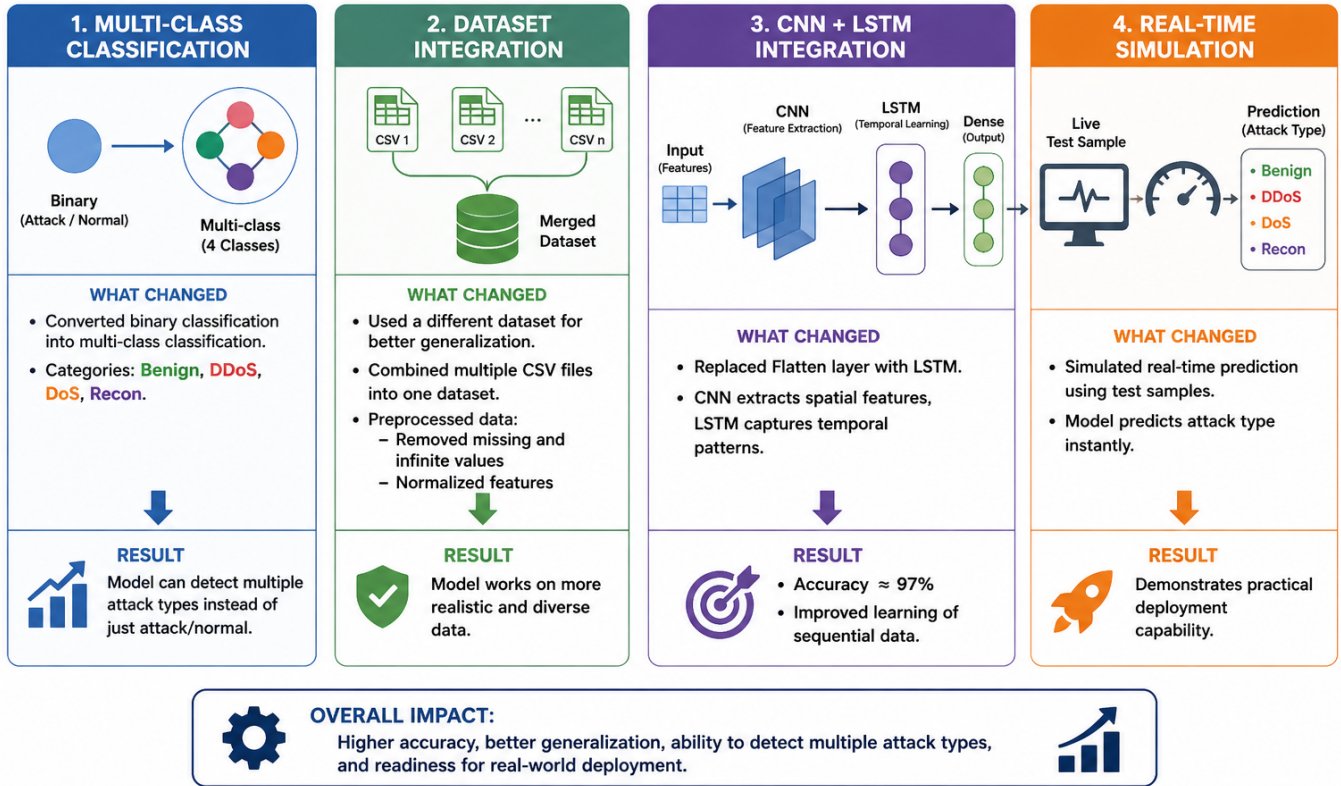 1. MULTI-CLASS
CLASSIFICATION
Binary
(Attack / Normal)
Multi-class
(4 Classes)
WHAT CHANGED
• Converted binary classification
into multi-class classification.
• Categories: Benign, DDoS,
DoS, Recon.
RESULT
Model can detect multiple
attack types instead of
just attack/normal.
2. DATASET
INTEGRATION
CSV 1
CSV 2
...
CSV n
Merged
Dataset
WHAT CHANGED
• Used a different dataset for
better generalization.
• Combined multiple CSV files
into one dataset.
• Preprocessed data:
– Removed missing and
infinite values
– Normalized features
RESULT
Model works on more
realistic and diverse
data.
3. CNN + LSTM
INTEGRATION
Input
(Features)
CNN
(Feature Extraction)
LSTM
(Temporal Learning)
Dense
(Output)
WHAT CHANGED
• Replaced Flatten layer with LSTM.
• CNN extracts spatial features,
LSTM captures temporal
patterns.
RESULT
• Accuracy ≈ 97%
• Improved learning of
sequential data.
4. REAL-TIME
SIMULATION
Live
Test Sample
Prediction
(Attack Type)
• Benign
• DDoS
• DoS
• Recon
WHAT CHANGED
• Simulated real-time prediction
using test samples.
• Model predicts attack type
instantly.
RESULT
Demonstrates practical
deployment
capability.
OVERALL IMPACT:
Higher accuracy, better generalization, ability to detect multiple attack types,
and readiness for real-world deployment.